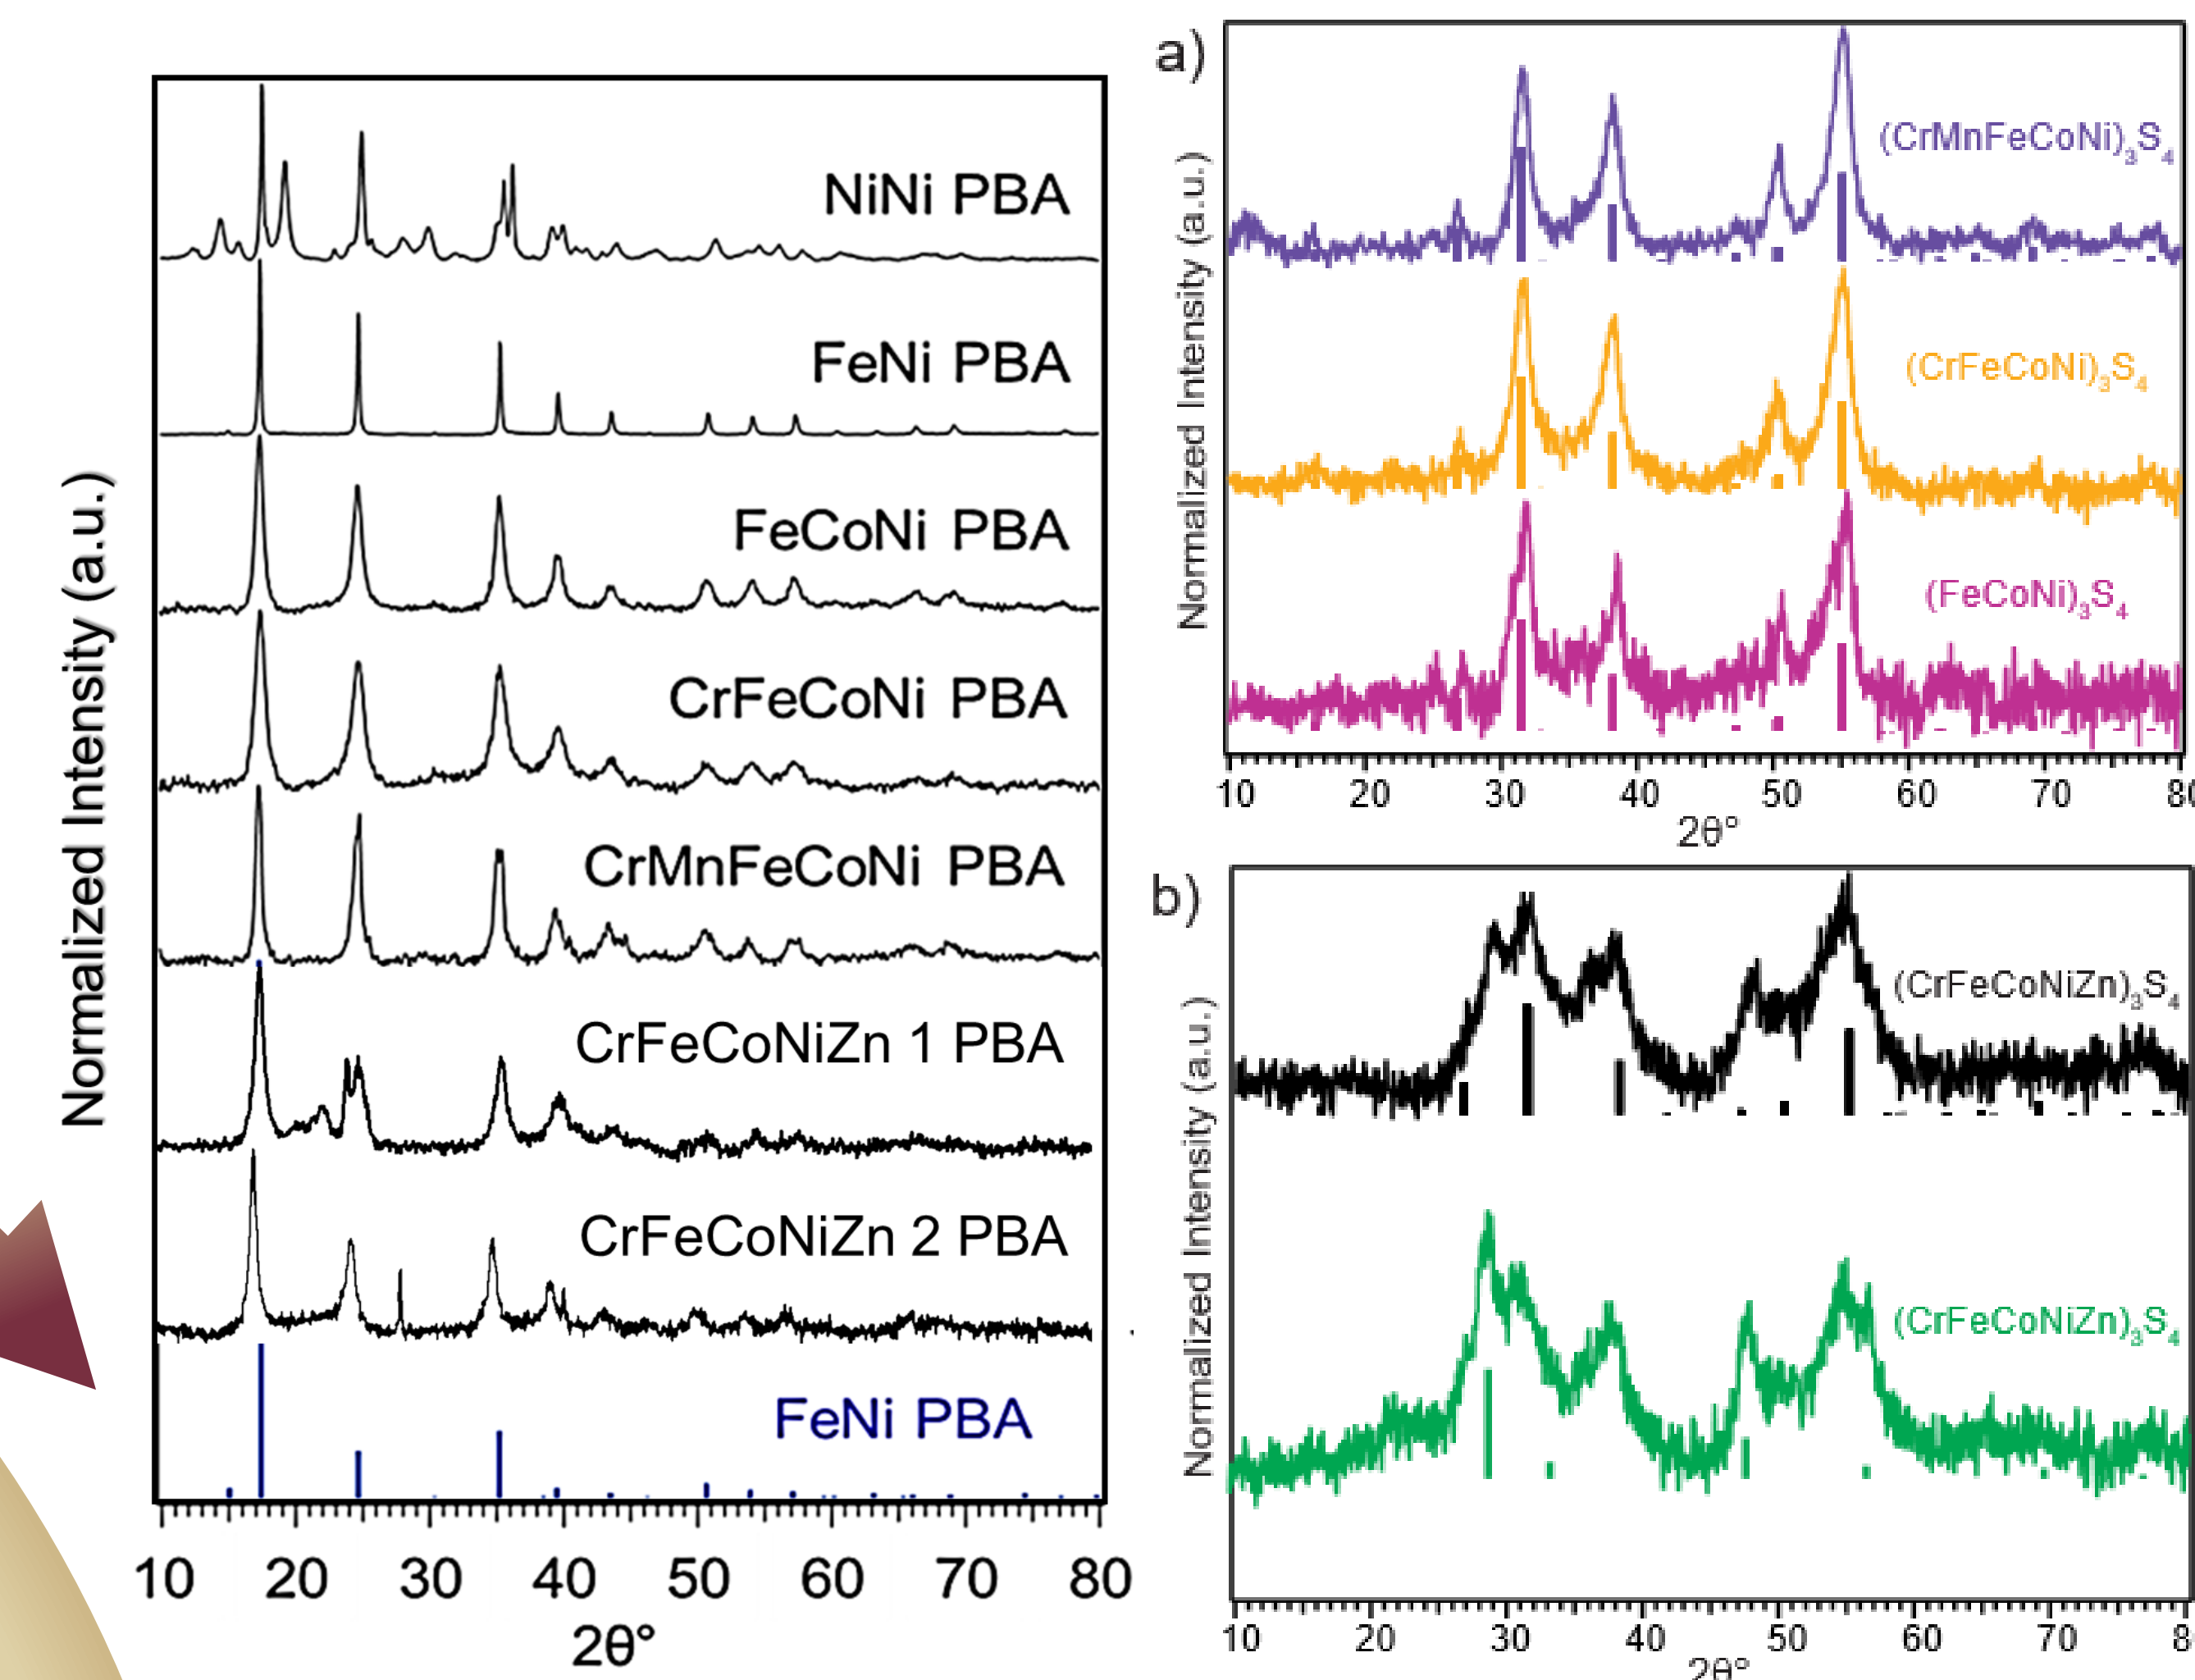 Normalized Intensity (a.u.)
NiNi PBA
FeNi PBA
FeCoNi PBA
CrFeCoNi PBA
CrMnFeCoNi PBA
CrFeCoNiZn 1 PBA
CrFeCoNiZn 2 PBA
FeNi PBA
10 20 30 40 50 60 70 80
2θ°
a)
Normalized Intensity (a.u.)
(CrMnFeCoNi)₃S₄
(CrFeCoNi)₃S₄
(FeCoNi)₃S₄
10 20 30 40 50 60 70 80
2θ°
b)
Normalized Intensity (a.u.)
(CrFeCoNiZn)₃S₄
(CrFeCoNiZn)₃S₄
10 20 30 40 50 60 70 8
2θ°